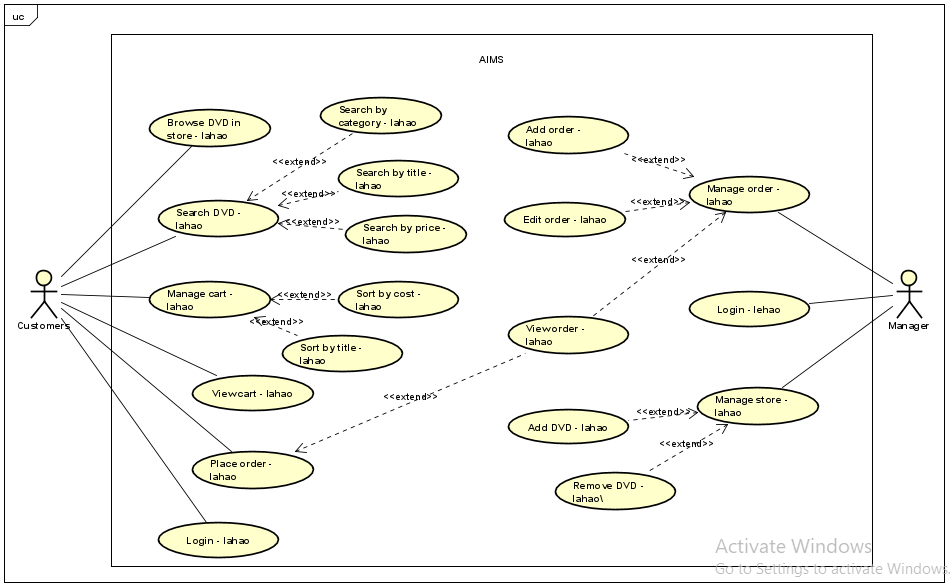 uc
AIMS
Browse DVD in
store - lahao
Search by
category - lahao
<<extend>>
Search by title -
lahao
<<extend>>
Search DVD -
lahao
<<extend>>
Search by price -
lahao
Add order -
lahao
<<extend>>
Manage order -
lahao
Edit order - lahao
<<extend>>
<<extend>>
Customers
Manage cart -
lahao
<<extend>>
Sort by cost -
lahao
<<extend>>
Sort by title -
lahao
View order -
lahao
Login - lehao
Manager
View cart - lahao
<<extend>>
Manage store -
lahao
Add DVD - lahao
<<extend>>
<<extend>>
Place order -
lahao
Remove DVD -
lahao\
Login - lahao
Activate Windows
Go to Settings to activate Windows.